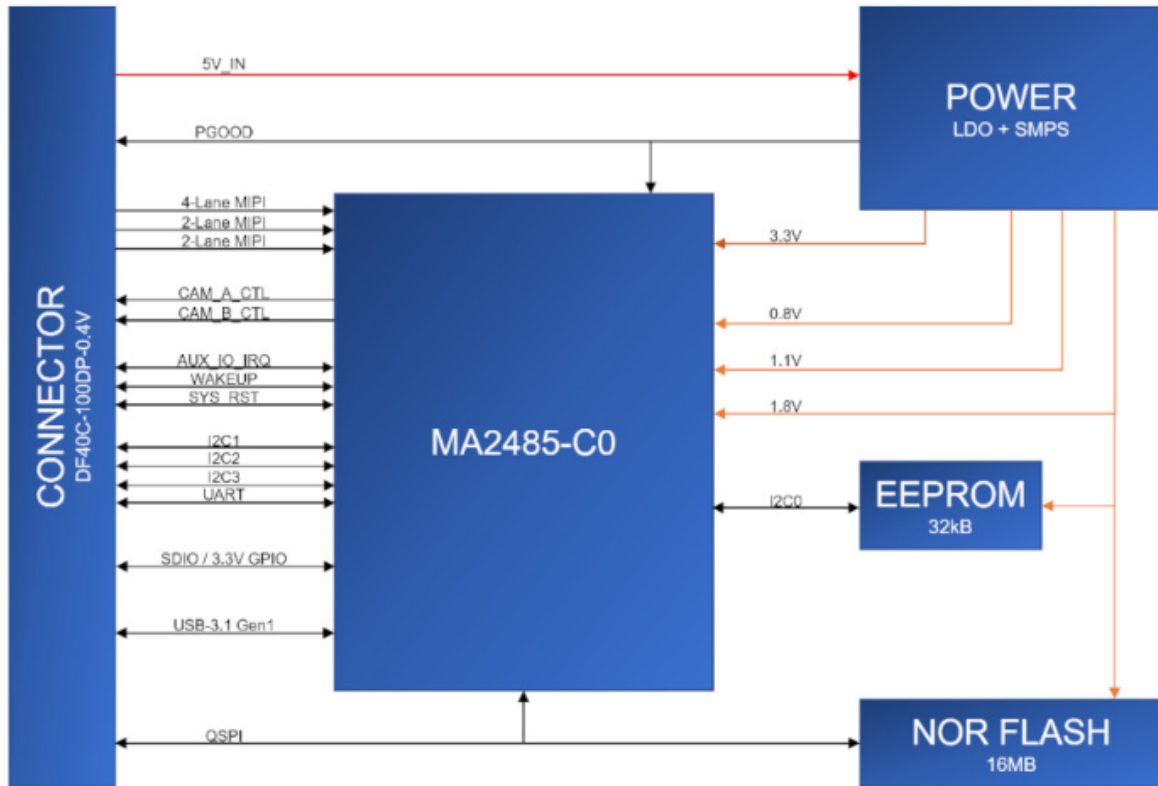 5V_IN
POWER
LDO + SMPS
PGOOD
4-Lane MIPI
2-Lane MIPI
2-Lane MIPI
3.3V
CAM_A_CTL
CAM_B_CTL
0.8V
AUX_IO_IRQ
WAKEUP
SYS_RST
1.1V
1.8V
CONNECTOR
DF40C-100DP-0.4V
MA2485-C0
I2C1
I2C2
I2C3
UART
I2C0
EEPROM
32kB
SDIO / 3.3V GPIO
USB-3.1 Gen1
QSPI
NOR FLASH
16MB